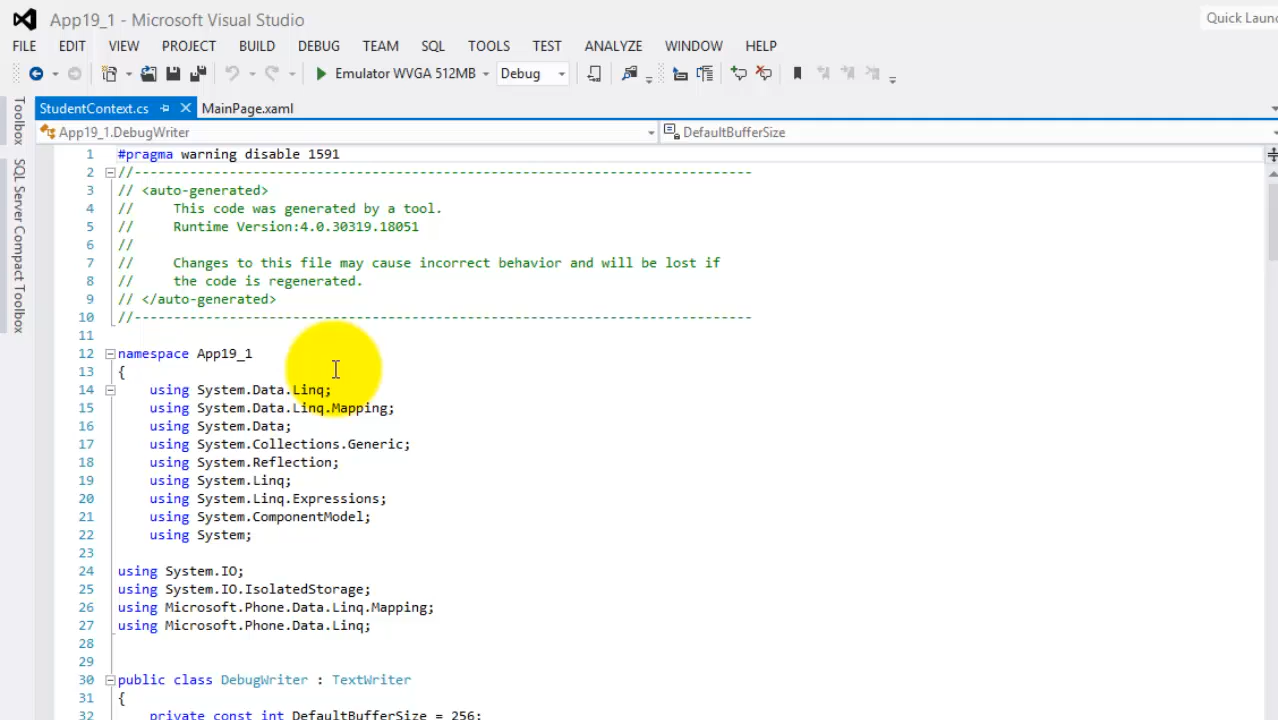 App19_1 - Microsoft Visual Studio
FILE EDIT VIEW PROJECT BUILD DEBUG TEAM SQL TOOLS TEST ANALYZE WINDOW HELP
Emulator WVGA 512MB Debug
StudentContext.cs MainPage.xaml
App19_1.DebugWriter DefaultBufferSize
Toolbox
SQL Server Compact Toolbox
1 #pragma warning disable 1591
2 //------------------------------------------------------------------------------
3 // <auto-generated>
4 //     This code was generated by a tool.
5 //     Runtime Version:4.0.30319.18051
6 //
7 //     Changes to this file may cause incorrect behavior and will be lost if
8 //     the code is regenerated.
9 // </auto-generated>
10 //------------------------------------------------------------------------------
11
12 namespace App19_1
13 {
14     using System.Data.Linq;
15     using System.Data.Linq.Mapping;
16     using System.Data;
17     using System.Collections.Generic;
18     using System.Reflection;
19     using System.Linq;
20     using System.Linq.Expressions;
21     using System.ComponentModel;
22     using System;
23
24 using System.IO;
25 using System.IO.IsolatedStorage;
26 using Microsoft.Phone.Data.Linq.Mapping;
27 using Microsoft.Phone.Data.Linq;
28
29
30 public class DebugWriter : TextWriter
31 {
32     private const int DefaultBufferSize = 256;